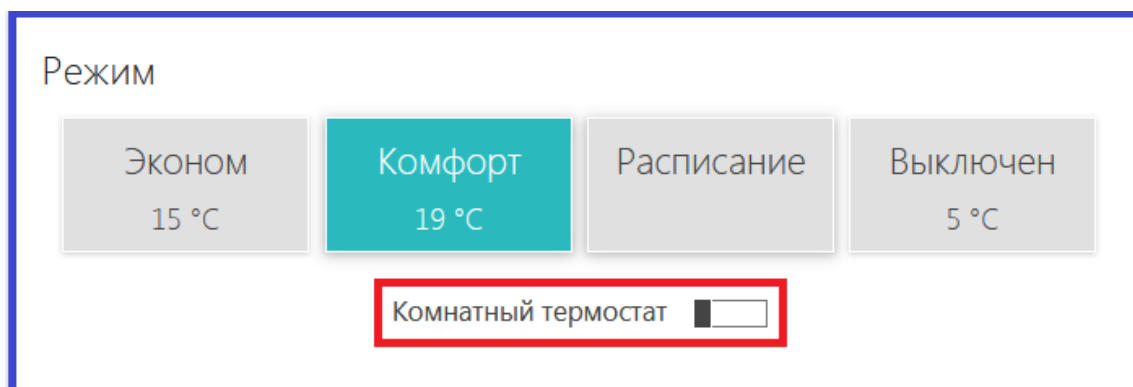 Режим
Эконом Комфорт Расписание Выключен
15 °C 19 °C 5 °C
Комнатный термостат